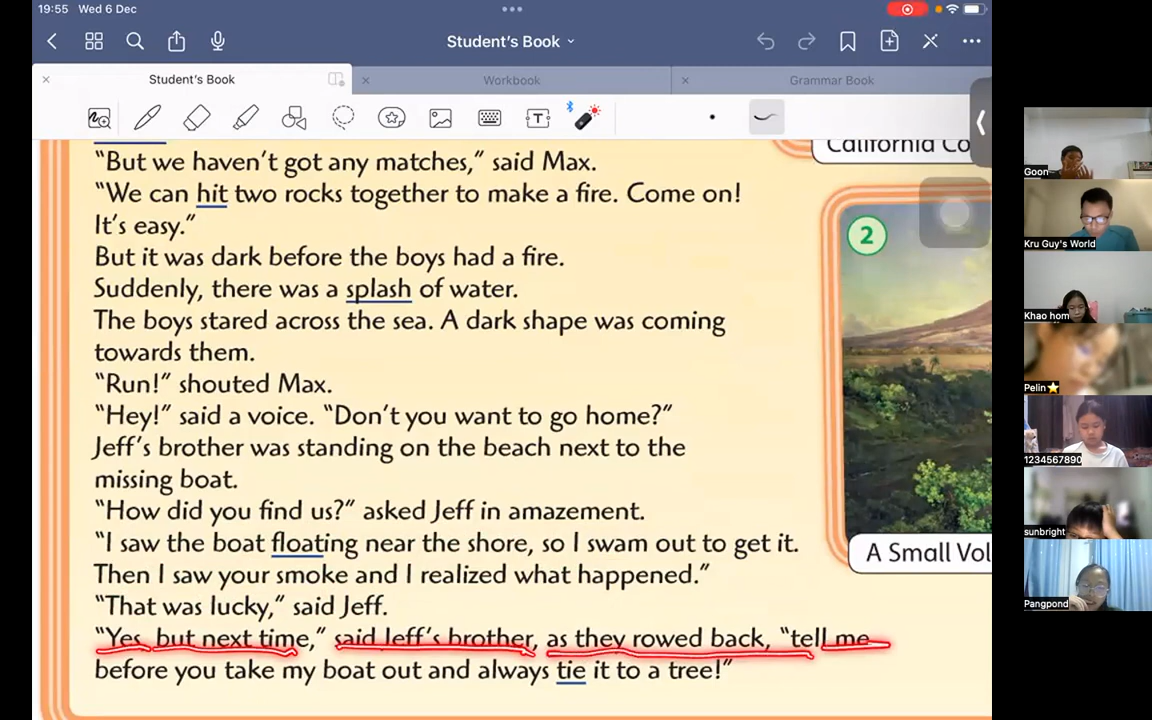 19:55 Wed 6 Dec
Student's Book
Student's Book
Workbook
Grammar Book
"But we haven't got any matches," said Max.
"We can hit two rocks together to make a fire. Come on!
It's easy."
But it was dark before the boys had a fire.
Suddenly, there was a splash of water.
The boys stared across the sea. A dark shape was coming
towards them.
"Run!" shouted Max.
"Hey!" said a voice. "Don't you want to go home?"
Jeff's brother was standing on the beach next to the
missing boat.
"How did you find us?" asked Jeff in amazement.
"I saw the boat floating near the shore, so I swam out to get it.
Then I saw your smoke and I realized what happened."
"That was lucky," said Jeff.
"Yes, but next time," said Jeff's brother, as they rowed back, "tell me
before you take my boat out and always tie it to a tree!"
California Co
2
A Small Vol
Goon
Kru Guy's World
Khao hom
Pelin⭐
1234567890
sunbright
Pangpond